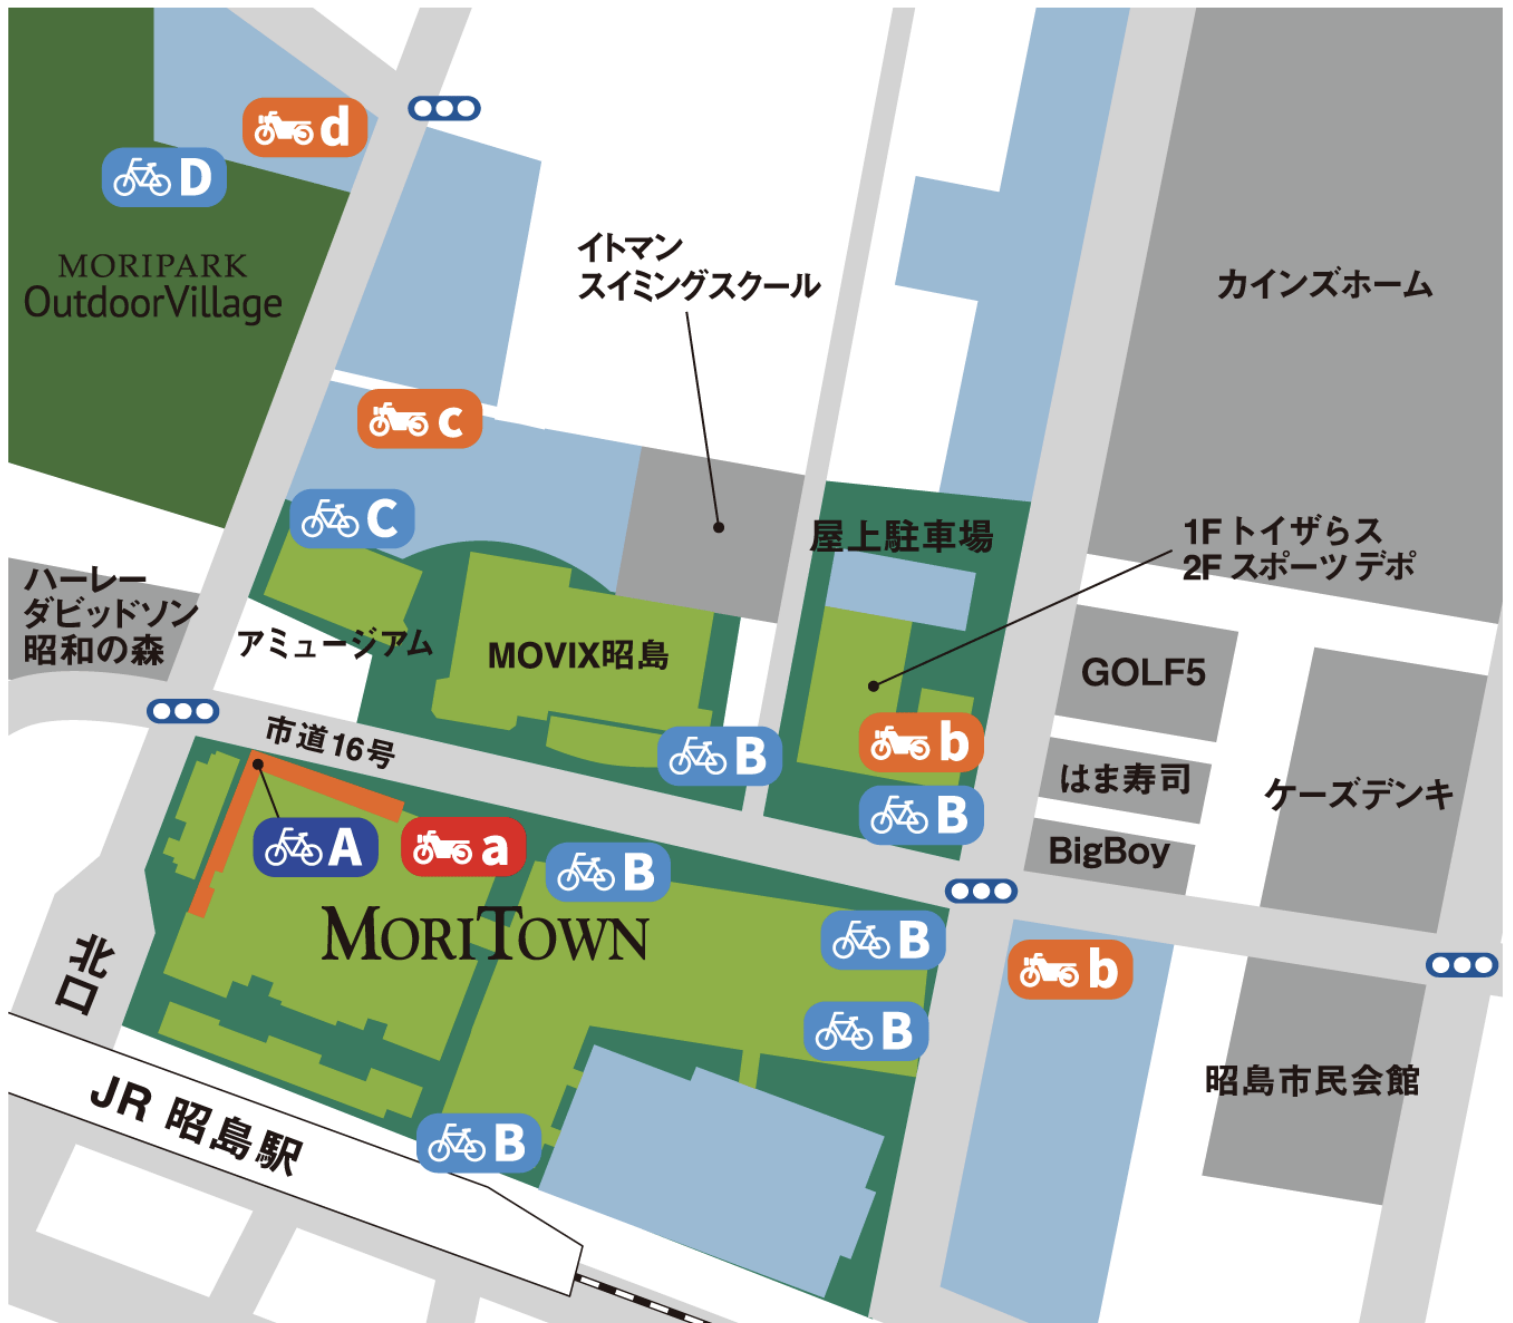 d
D
MORIPARK
OutdoorVillage
イトマン
スイミングスクール
カインズホーム
c
C
屋上駐車場
1F トイザらス
2F スポーツ デポ
ハーレー
ダビッドソン
昭和の森
アミュージアム
MOVIX昭島
GOLF5
市道16号
B
b
はま寿司
ケーズデンキ
B
A
a
B
BigBoy
MORITOWN
B
b
北口
B
昭島市民会館
JR 昭島駅
B